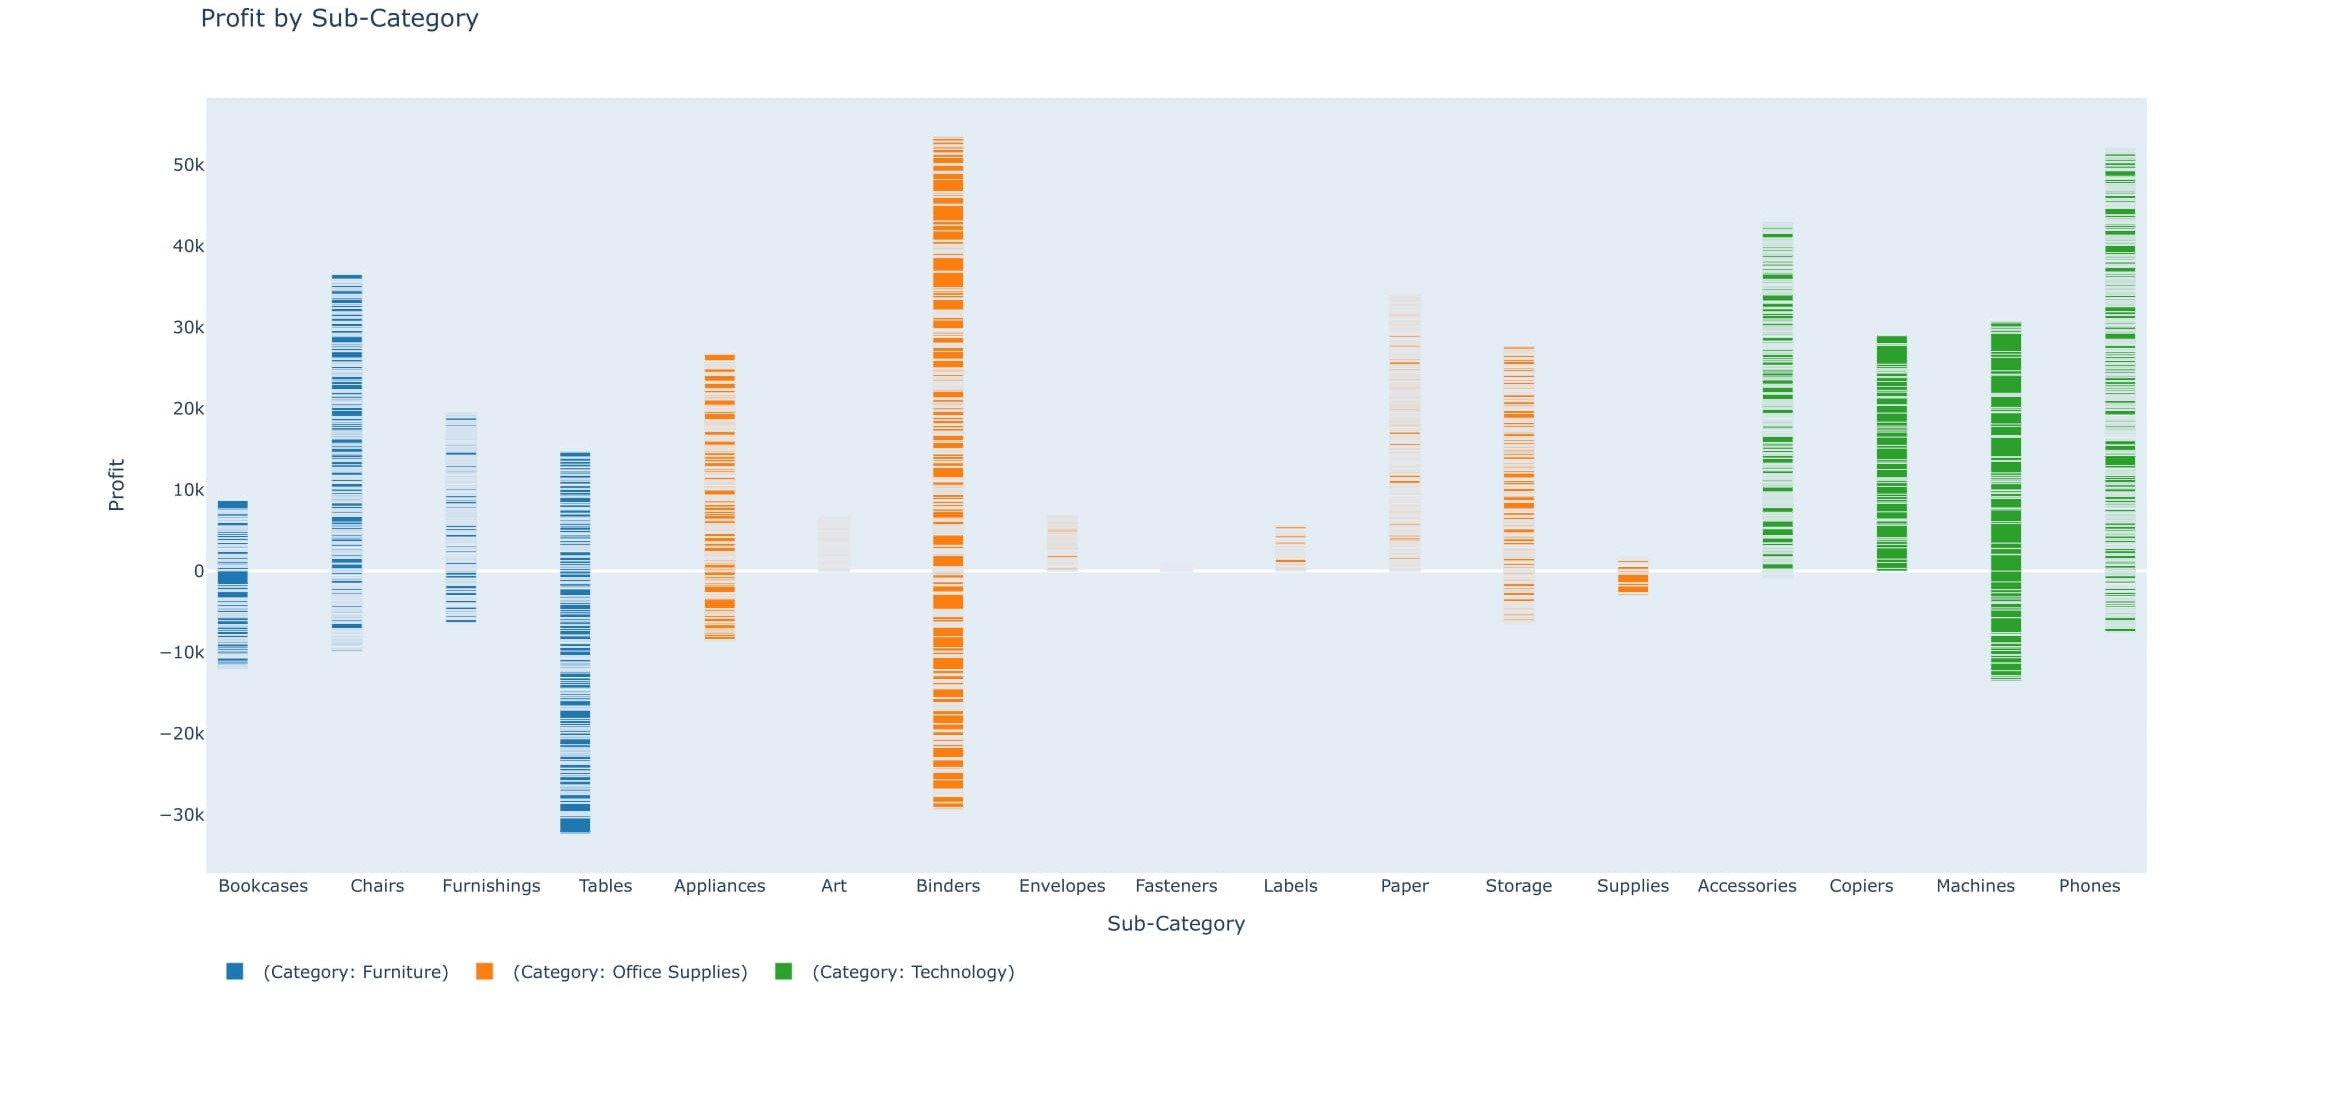 Profit by Sub-Category
50k
40k
30k
20k
10k
0
−10k
−20k
−30k
Profit
Bookcases Chairs Furnishings Tables Appliances Art Binders Envelopes Fasteners Labels Paper Storage Supplies Accessories Copiers Machines Phones
Sub-Category
(Category: Furniture) (Category: Office Supplies) (Category: Technology)